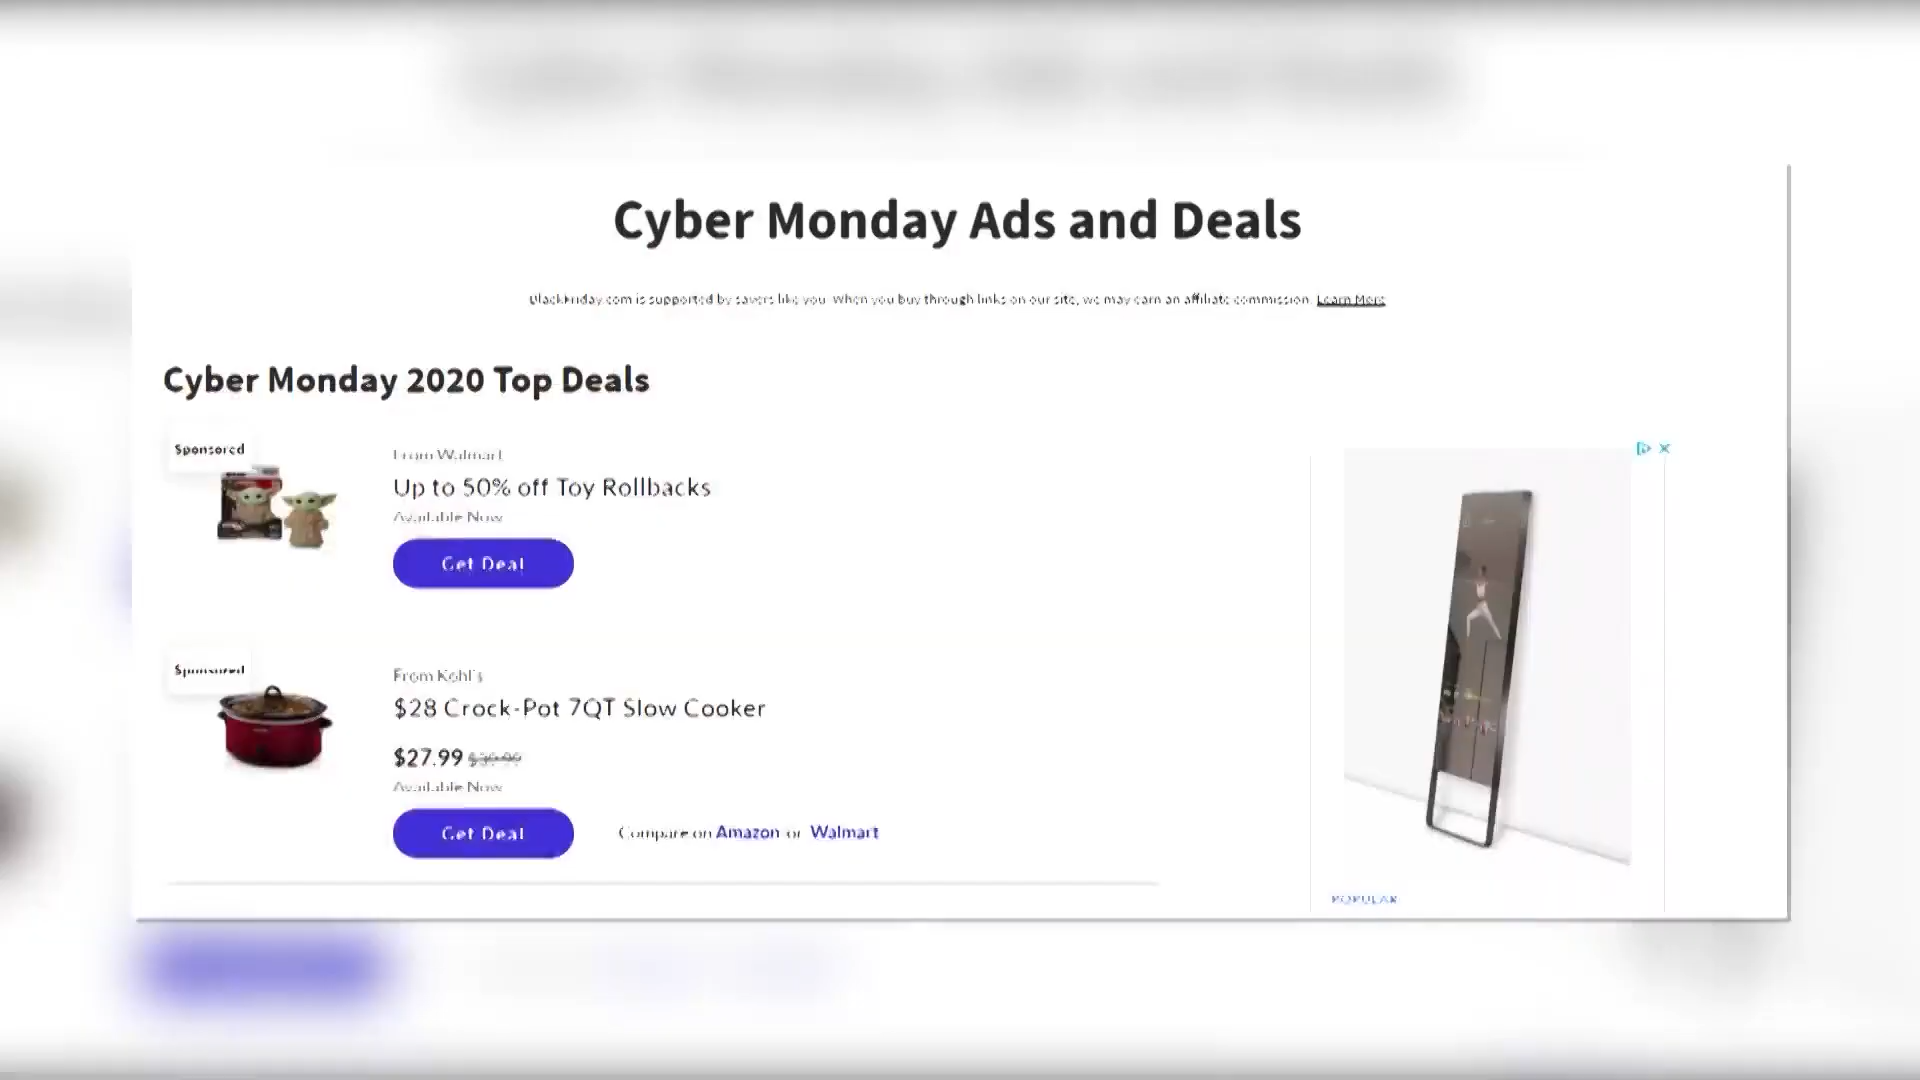 Cyber Monday Ads and Deals
BlackFriday.com is supported by savers like you. When you buy through links on our site, we may earn an affiliate commission. Learn More
Cyber Monday 2020 Top Deals
Sponsored
From Walmart
Up to 50% off Toy Rollbacks
Available Now
Get Deal
Sponsored
From Kohl's
$28 Crock-Pot 7QT Slow Cooker
$27.99
Available Now
Get Deal
Compare on Amazon or Walmart
POPULAR